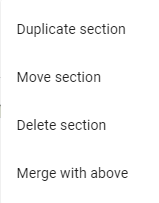 Duplicate section
Move section
Delete section
Merge with above